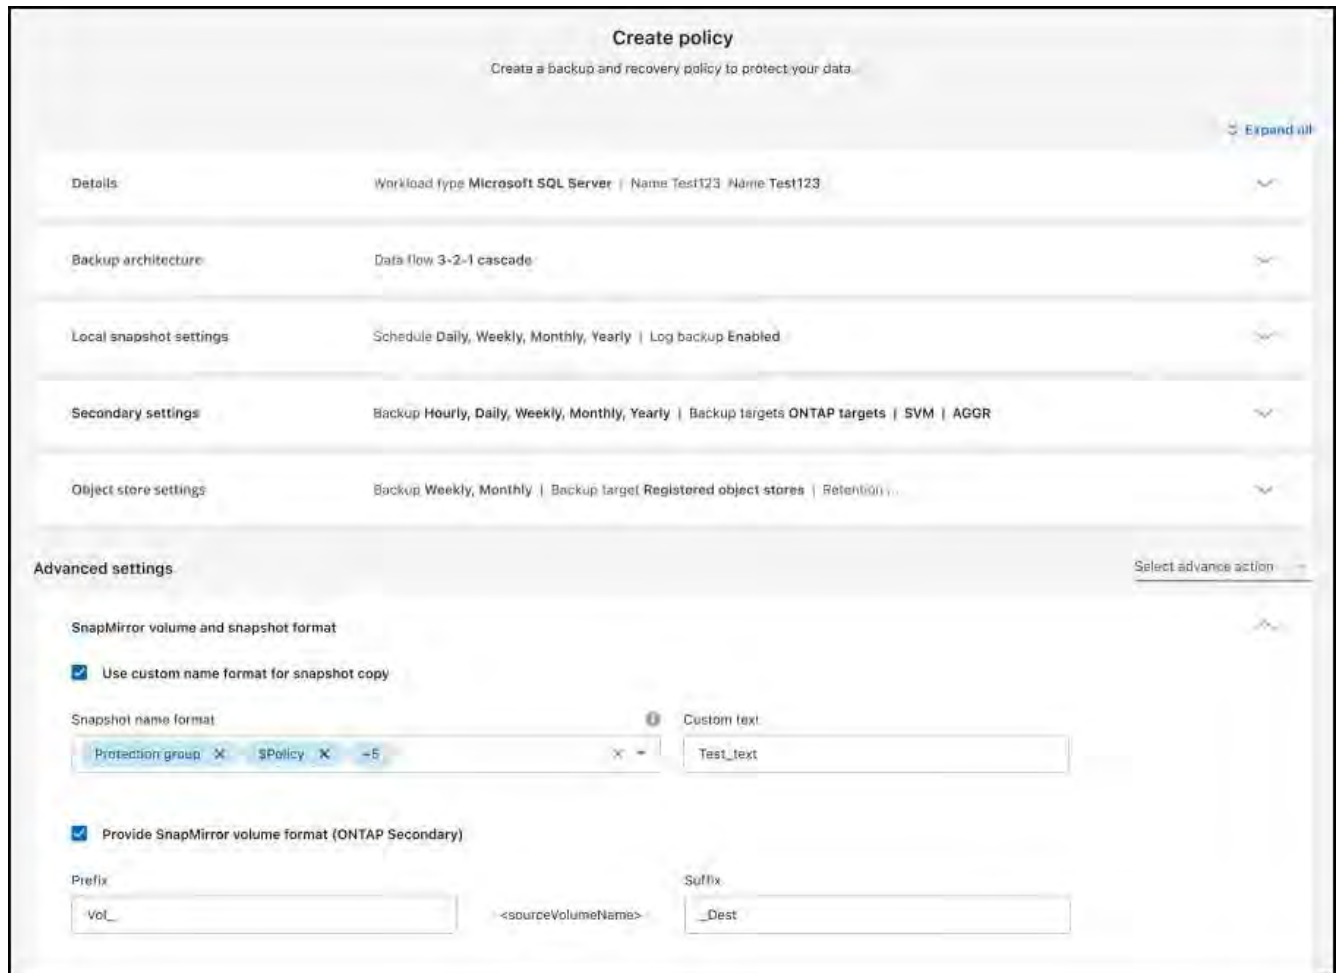 Create policy
Create a backup and recovery policy to protect your data.
Expand all
Details Workload type Microsoft SQL Server | Name Test123 Name Test123
Backup architecture Data flow 3-2-1 cascade
Local snapshot settings Schedule Daily, Weekly, Monthly, Yearly | Log backup Enabled
Secondary settings Backup Hourly, Daily, Weekly, Monthly, Yearly | Backup targets ONTAP targets | SVM | AGGR
Object store settings Backup Weekly, Monthly | Backup target Registered object stores | Retention ...
Advanced settings Select advance action
SnapMirror volume and snapshot format
Use custom name format for snapshot copy
Snapshot name format Custom text
Protection group $Policy +5 Test_text
Provide SnapMirror volume format (ONTAP Secondary)
Prefix Suffix
Vol_ <sourceVolumeName> _Dest